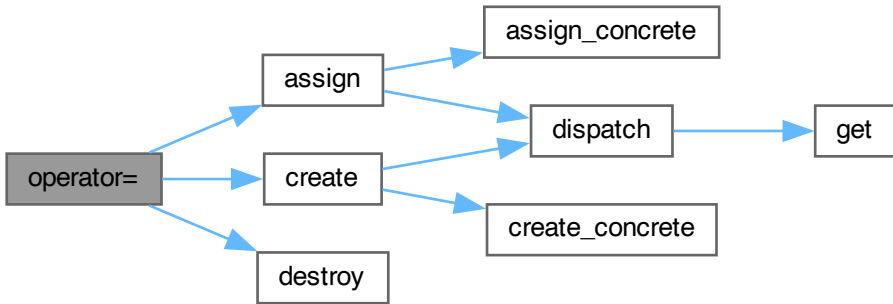 assign_concrete
assign
dispatch
get
operator=
create
create_concrete
destroy